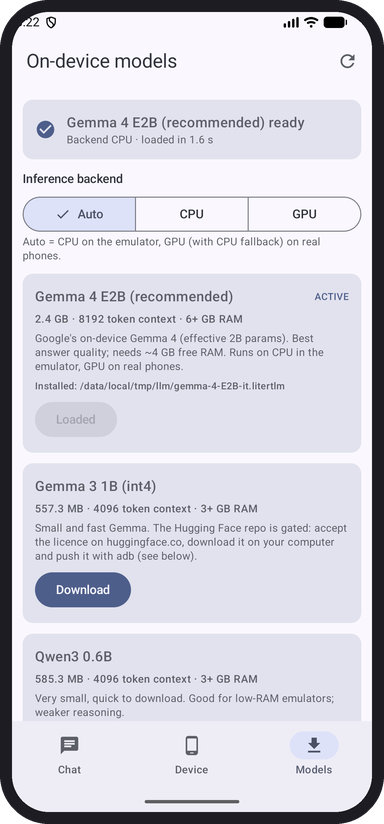 :22
On-device models
Gemma 4 E2B (recommended) ready
Backend CPU · loaded in 1.6 s
Inference backend
Auto
CPU
GPU
Auto = CPU on the emulator, GPU (with CPU fallback) on real
phones.
Gemma 4 E2B (recommended)
ACTIVE
2.4 GB · 8192 token context · 6+ GB RAM
Google's on-device Gemma 4 (effective 2B params). Best
answer quality; needs ~4 GB free RAM. Runs on CPU in the
emulator, GPU on real phones.
Installed: /data/local/tmp/llm/gemma-4-E2B-it.litertlm
Loaded
Gemma 3 1B (int4)
557.3 MB · 4096 token context · 3+ GB RAM
Small and fast Gemma. The Hugging Face repo is gated: accept
the licence on huggingface.co, download it on your computer
and push it with adb (see below).
Download
Qwen3 0.6B
585.3 MB · 4096 token context · 3+ GB RAM
Very small, quick to download. Good for low-RAM emulators;
weaker reasoning.
Chat
Device
Models